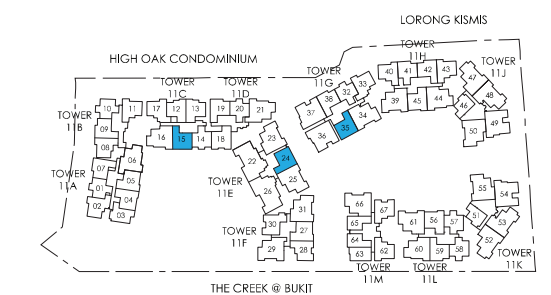 LORONG KISMIS
HIGH OAK CONDOMINIUM
TOWER
11H
40 41 42 43
TOWER
11J
47
48
46
49
50
39 45 44
TOWER
11G
33
32
38
37
34
35
36
TOWER
11C
TOWER
11D
17 12 13 19 20 21
16 15 14 18
23
24
22
25
26
TOWER
11E
TOWER
11B
10 11
09
08
06
07
05
01
04
02
03
TOWER
11A
TOWER
11F
31
30
27
29 28
66
67
65
64
63 62
TOWER
11M
61 56 57
60 59 58
TOWER
11L
55
54
51
53
52
TOWER
11K
THE CREEK @ BUKIT